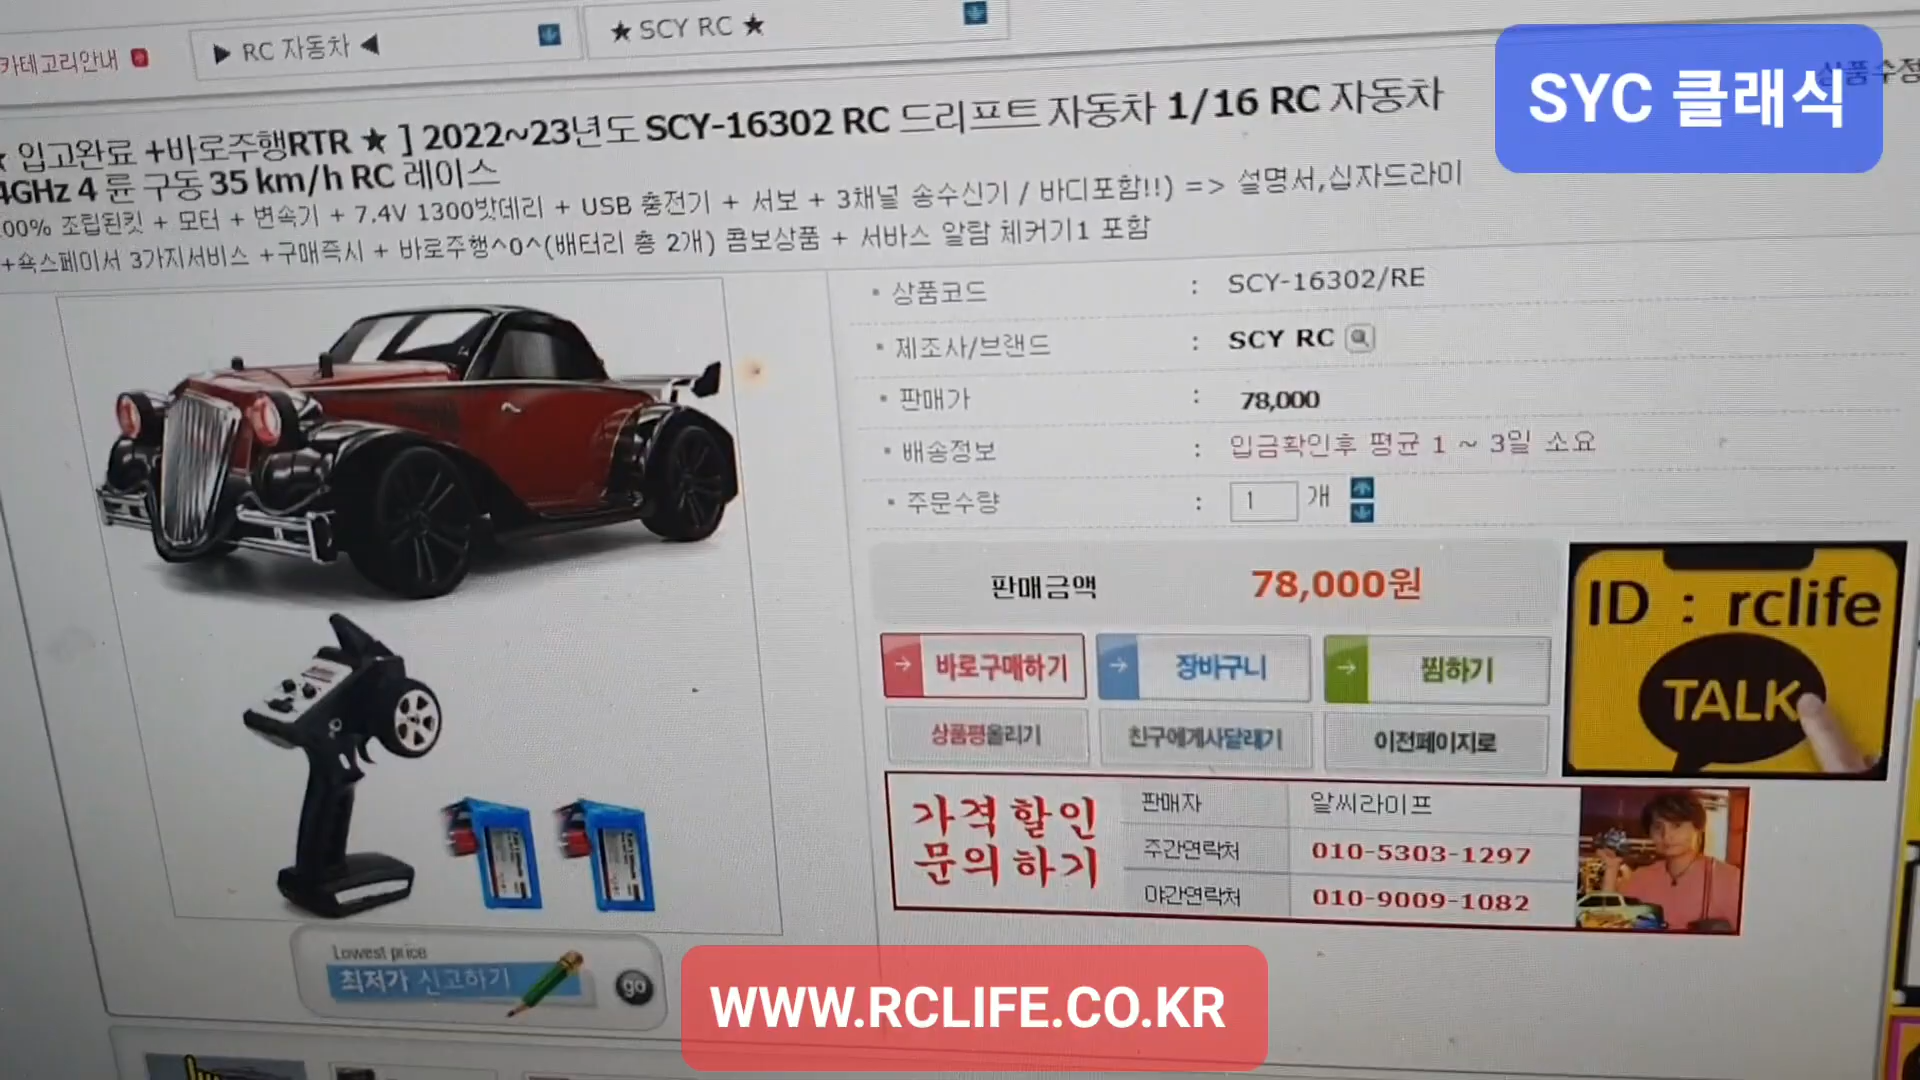 카테고리안내
▶ RC 자동차 ◀
★ SCY RC ★
SYC 클래식
상품수정
★ 입고완료 +바로주행RTR ★ ] 2022~23년도 SCY-16302 RC 드리프트 자동차 1/16 RC 자동차
4GHz 4 륜 구동 35 km/h RC 레이스
00% 조립된킷 + 모터 + 변속기 + 7.4V 1300밧데리 + USB 충전기 + 서보 + 3채널 송수신기 / 바디포함!!) => 설명서,십자드라이
+쇽스페이서 3가지서비스 +구매즉시 + 바로주행^0^(배터리 총 2개) 콤보상품 + 서바스 알람 체커기1 포함
상품코드 : SCY-16302/RE
제조사/브랜드 : SCY RC
판매가 : 78,000
배송정보 : 입금확인후 평균 1 ~ 3일 소요
주문수량 : 1 개
판매금액 78,000원
바로구매하기 장바구니 찜하기
상품평올리기 친구에게사달래기 이전페이지로
ID : rclife
TALK
가격할인
문의하기
판매자 알씨라이프
주간연락처 010-5303-1297
야간연락처 010-9009-1082
Lowest price
최저가 신고하기
go
WWW.RCLIFE.CO.KR